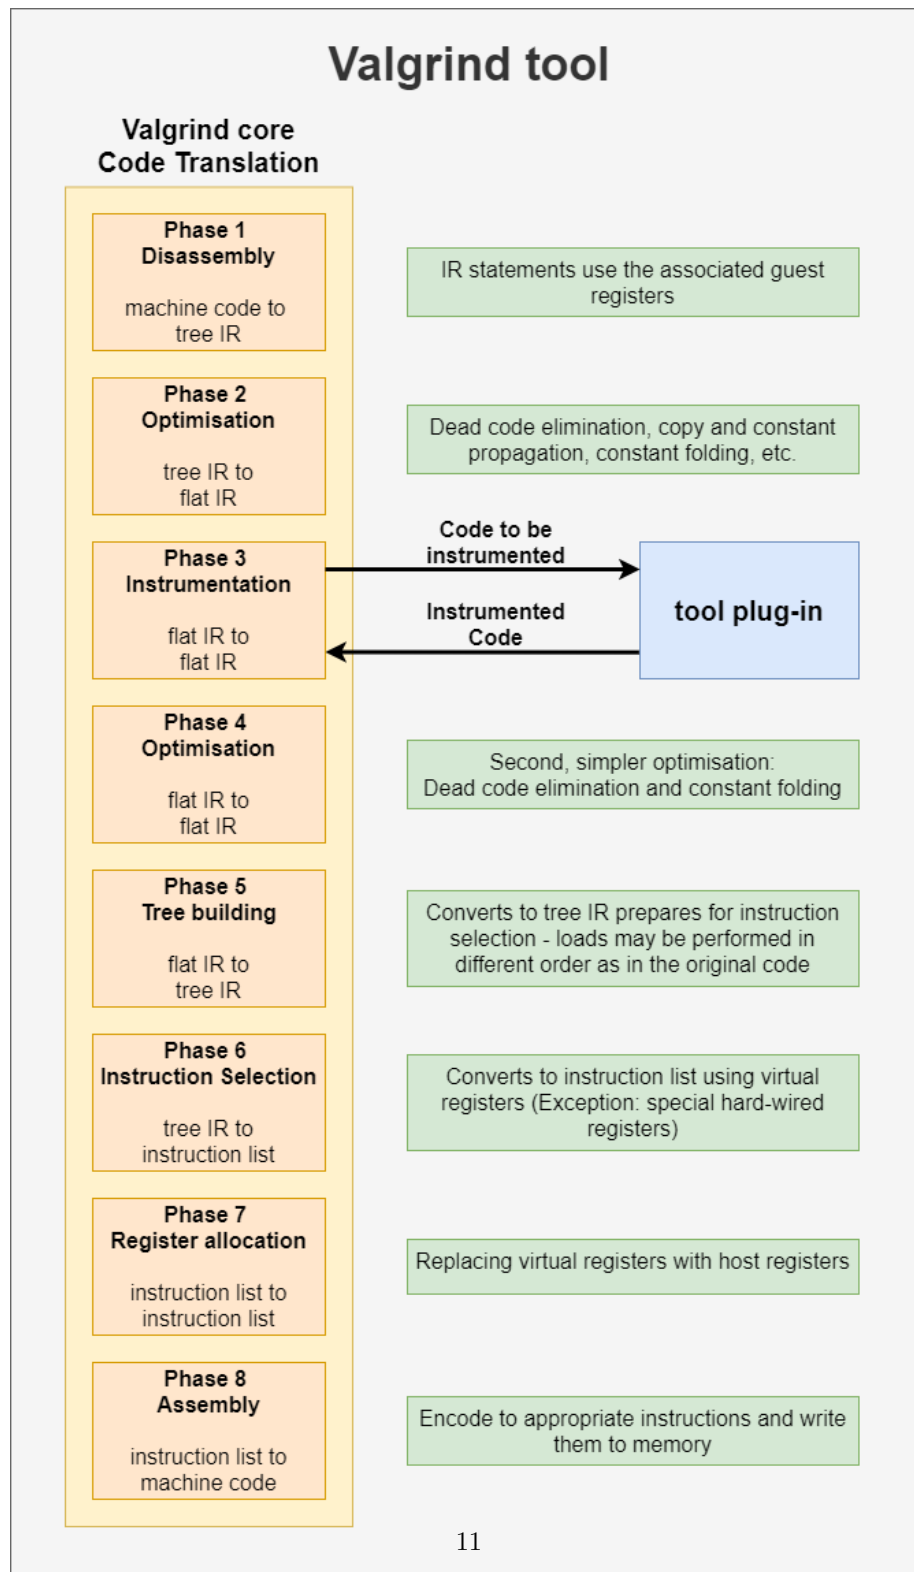 Valgrind tool
Valgrind core
Code Translation
Phase 1
Disassembly
machine code to
tree IR
IR statements use the associated guest
registers
Phase 2
Optimisation
tree IR to
flat IR
Dead code elimination, copy and constant
propagation, constant folding, etc.
Phase 3
Instrumentation
flat IR to
flat IR
Code to be
instrumented
Instrumented
Code
tool plug-in
Phase 4
Optimisation
flat IR to
flat IR
Second, simpler optimisation:
Dead code elimination and constant folding
Phase 5
Tree building
flat IR to
tree IR
Converts to tree IR prepares for instruction
selection - loads may be performed in
different order as in the original code
Phase 6
Instruction Selection
tree IR to
instruction list
Converts to instruction list using virtual
registers (Exception: special hard-wired
registers)
Phase 7
Register allocation
instruction list to
instruction list
Replacing virtual registers with host registers
Phase 8
Assembly
instruction list to
machine code
Encode to appropriate instructions and write
them to memory
11